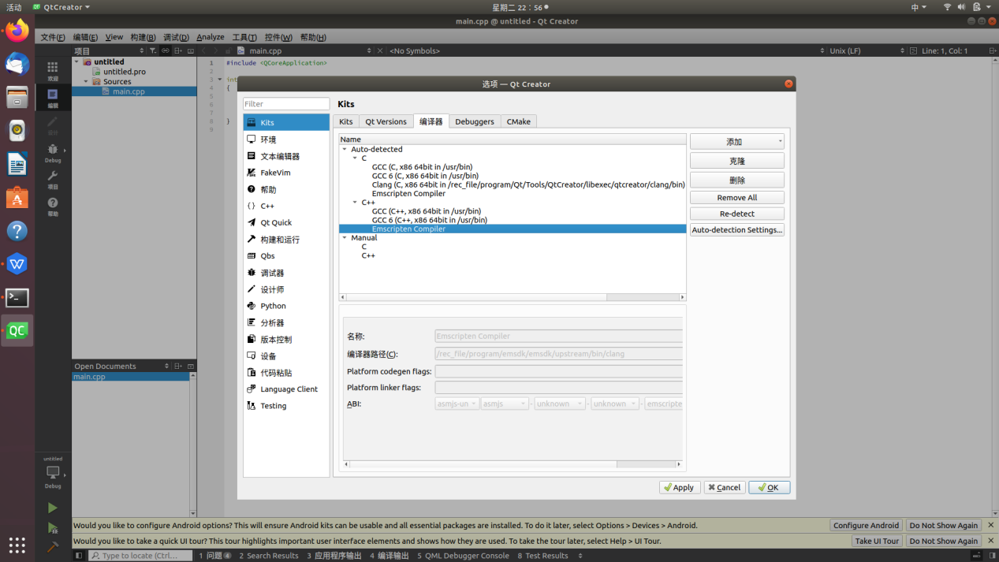 活动
QtCreator
星期二 22：56
中
main.cpp @ untitled - Qt Creator
文件(F) 编辑(E) View 构建(B) 调试(D) Analyze 工具(T) 控件(W) 帮助(H)
项目
main.cpp
<No Symbols>
Unix (LF)
Line: 1, Col: 1
欢迎
编辑
设计
Debug
项目
帮助
untitled
untitled.pro
Sources
main.cpp
1 #include <QCoreApplication>
2
3 int
4 {
5
6
7
8 }
9
选项 — Qt Creator
Filter
Kits
环境
文本编辑器
FakeVim
帮助
{} C++
Qt Quick
构建和运行
Qbs
调试器
设计师
Python
分析器
版本控制
设备
代码粘贴
Language Client
Testing
Kits
Kits Qt Versions 编译器 Debuggers CMake
Name
Auto-detected
C
GCC (C, x86 64bit in /usr/bin)
GCC 6 (C, x86 64bit in /usr/bin)
Clang (C, x86 64bit in /rec_file/program/Qt/Tools/QtCreator/libexec/qtcreator/clang/bin)
Emscripten Compiler
C++
GCC (C++, x86 64bit in /usr/bin)
GCC 6 (C++, x86 64bit in /usr/bin)
Emscripten Compiler
Manual
C
C++
添加
克隆
删除
Remove All
Re-detect
Auto-detection Settings...
名称: Emscripten Compiler
编译器路径(C): /rec_file/program/emsdk/emsdk/upstream/bin/clang
Platform codegen flags:
Platform linker flags:
ABI: asmjs-un asmjs - unknown - unknown - emscripte
Apply Cancel OK
Open Documents
main.cpp
untitled
Debug
Would you like to configure Android options? This will ensure Android kits can be usable and all essential packages are installed. To do it later, select Options > Devices > Android.
Configure Android Do Not Show Again
Would you like to take a quick UI tour? This tour highlights important user interface elements and shows how they are used. To take the tour later, select Help > UI Tour.
Take UI Tour Do Not Show Again
Type to locate (Ctrl...
1 问题 4 2 Search Results 3 应用程序输出 4 编译输出 5 QML Debugger Console 8 Test Results